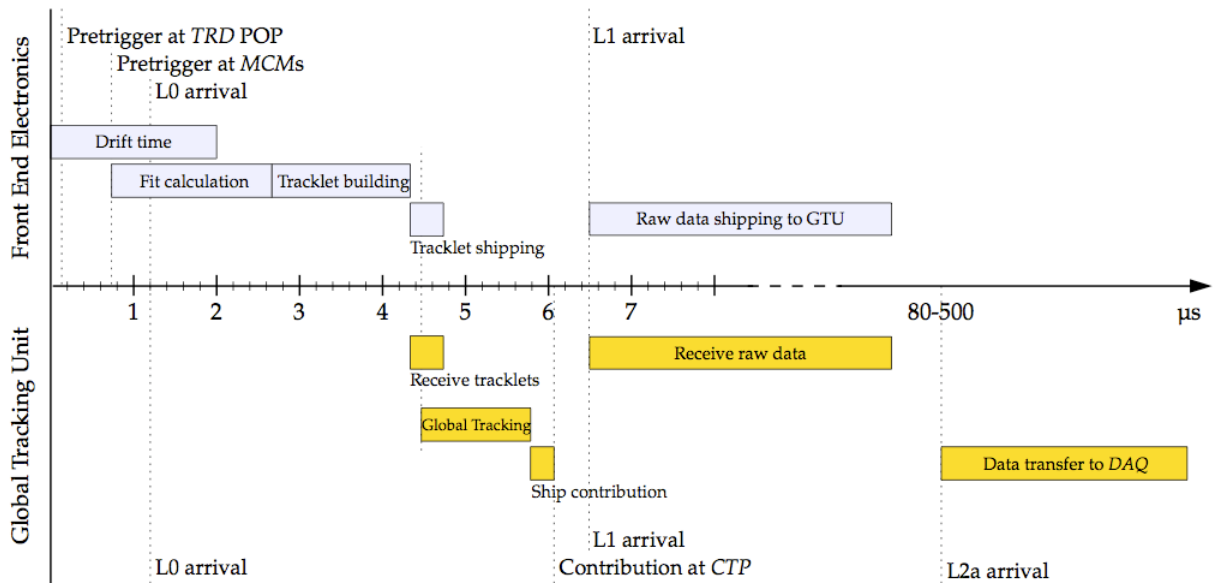 Front End Electronics
Pretrigger at TRD POP
Pretrigger at MCMs
L0 arrival
L1 arrival
Drift time
Fit calculation
Tracklet building
Tracklet shipping
Raw data shipping to GTU
1 2 3 4 5 6 7 80-500 μs
Global Tracking Unit
Receive tracklets
Receive raw data
Global Tracking
Ship contribution
Data transfer to DAQ
L0 arrival
L1 arrival
Contribution at CTP
L2a arrival